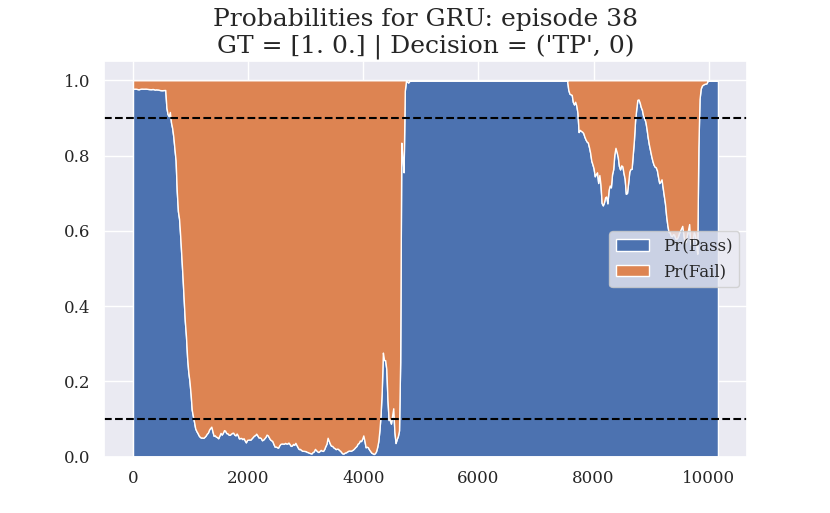 Probabilities for GRU: episode 38
GT = [1. 0.] | Decision = ('TP', 0)
1.0
0.8
0.6
0.4
0.2
0.0
Pr(Pass)
Pr(Fail)
0 2000 4000 6000 8000 10000